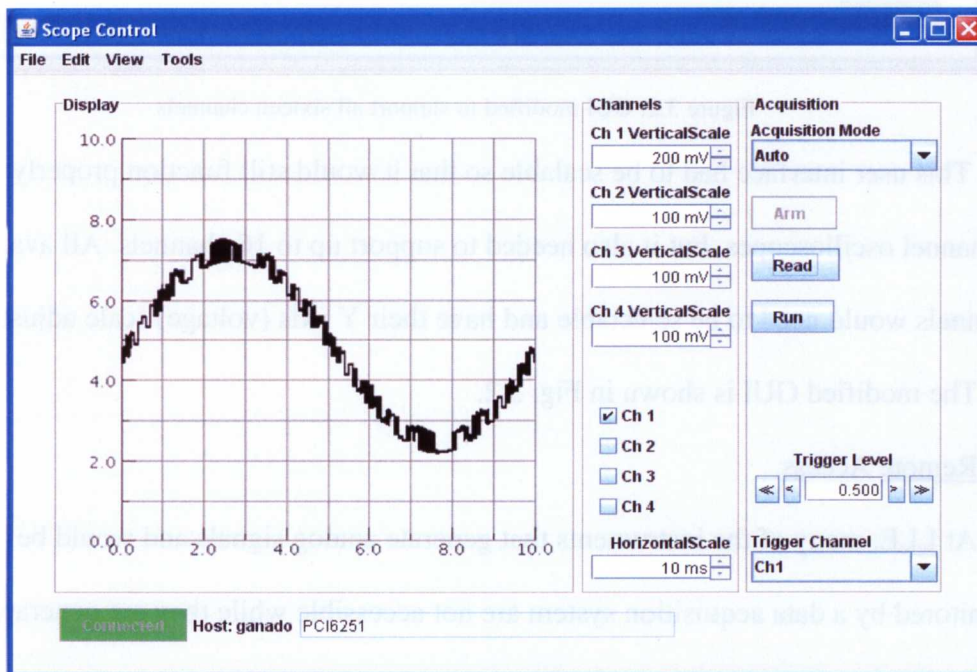 Scope Control
File Edit View Tools
Display
10.0
8.0
6.0
4.0
2.0
0.0
0.0 2.0 4.0 6.0 8.0 10.0
Channels
Ch 1 VerticalScale
200 mV
Ch 2 VerticalScale
100 mV
Ch 3 VerticalScale
100 mV
Ch 4 VerticalScale
100 mV
Ch 1
Ch 2
Ch 3
Ch 4
HorizontalScale
10 ms
Acquisition
Acquisition Mode
Auto
Arm
Read
Run
Trigger Level
≪ < 0.500 > ≫
Trigger Channel
Ch1
Connected Host: ganado PCI6251